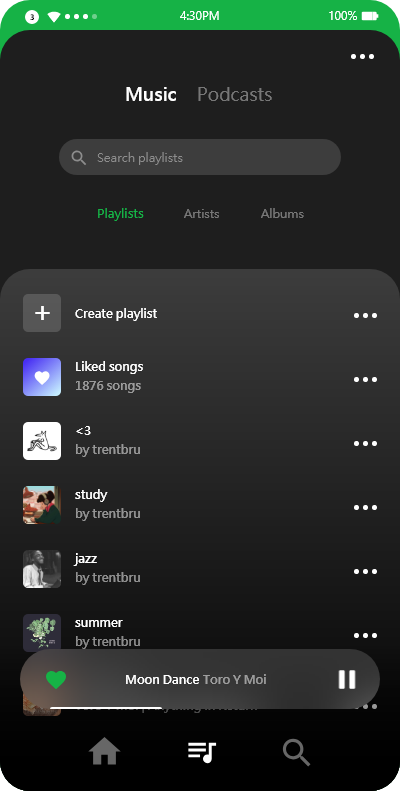 3
4:30PM
100%
Music Podcasts
Search playlists
Playlists Artists Albums
Create playlist
Liked songs
1876 songs
<3
by trentbru
study
by trentbru
jazz
by trentbru
summer
by trentbru
Moon Dance Toro Y Moi